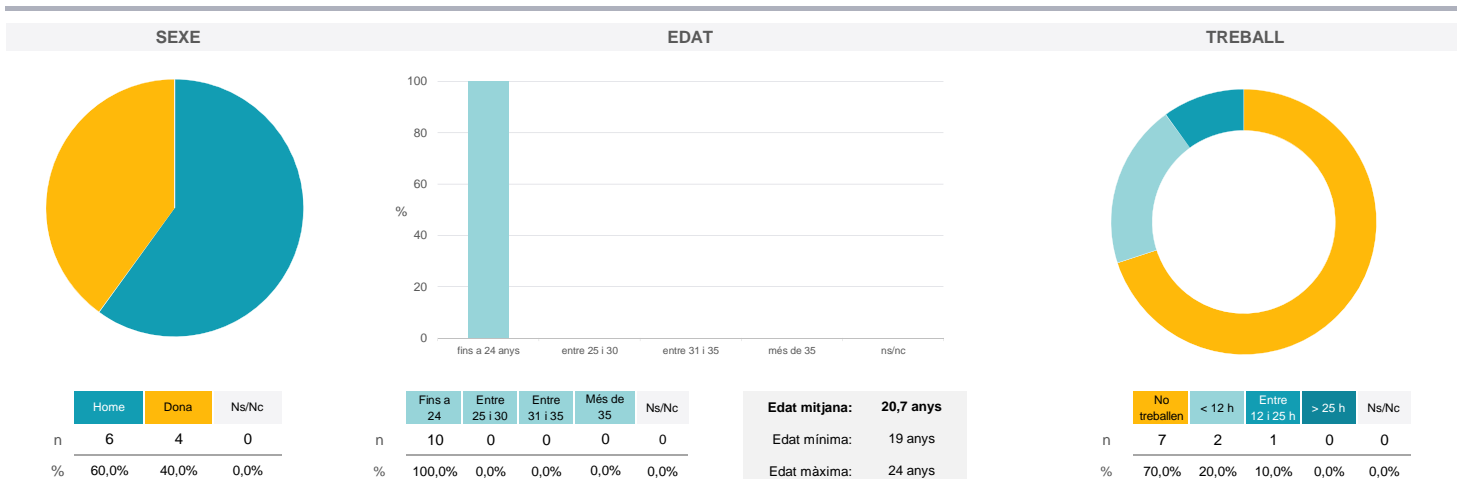 SEXE
EDAT
TREBALL
100
80
60
%
40
20
0
fins a 24 anys
entre 25 i 30
entre 31 i 35
més de 35
ns/nc
Home Dona Ns/Nc
n 6 4 0
% 60,0% 40,0% 0,0%
Fins a 24 Entre 25 i 30 Entre 31 i 35 Més de 35 Ns/Nc
n 10 0 0 0 0
% 100,0% 0,0% 0,0% 0,0% 0,0%
Edat mitjana: 20,7 anys
Edat mínima: 19 anys
Edat màxima: 24 anys
No treballen < 12 h Entre 12 i 25 h > 25 h Ns/Nc
n 7 2 1 0 0
% 70,0% 20,0% 10,0% 0,0% 0,0%